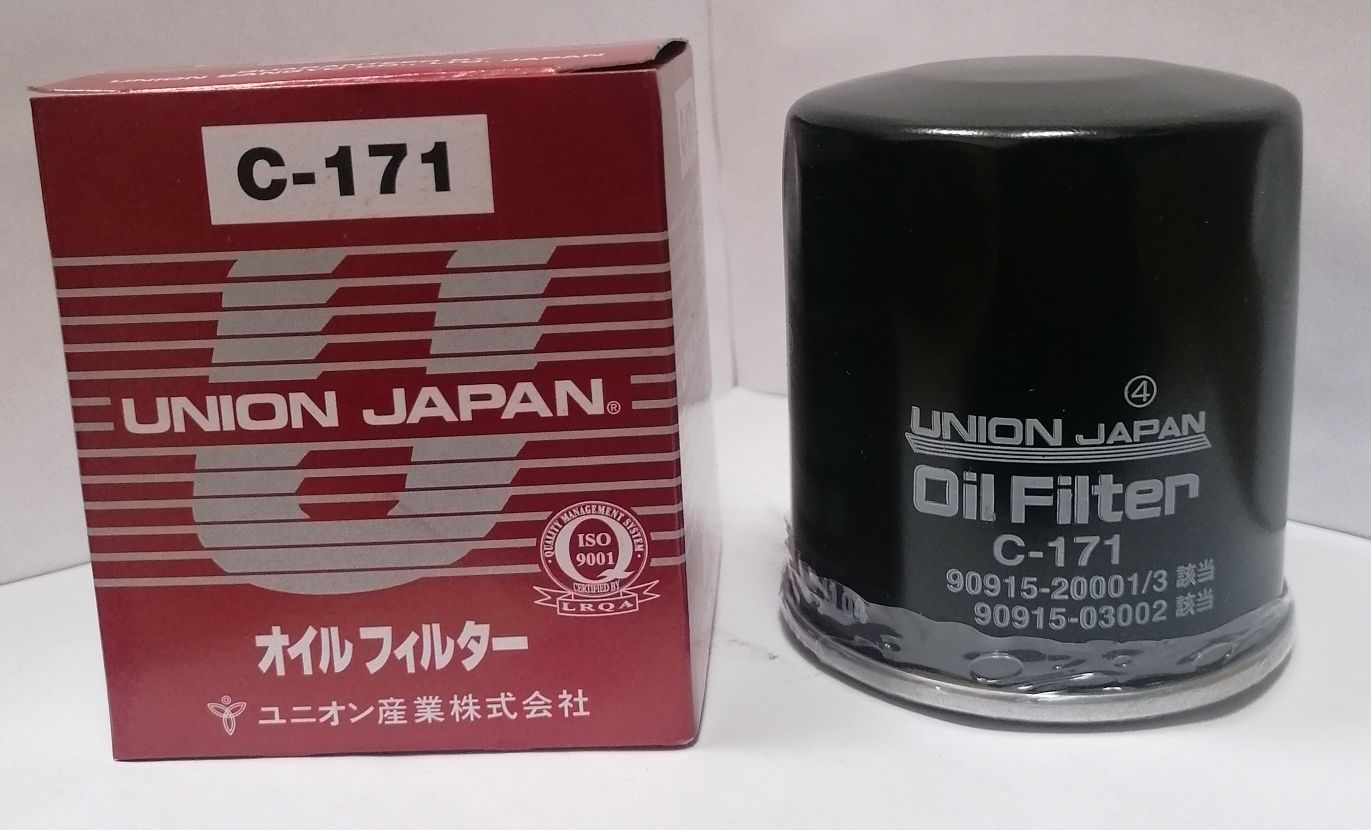 C-171
UNION JAPAN®
QUALITY MANAGEMENT SYSTEM
ISO
9001
CERTIFIED BY
LRQA
オイルフィルター
ユニオン産業株式会社
④
UNION JAPAN
Oil Filter
C-171
90915-20001/3 該当
90915-03002 該当